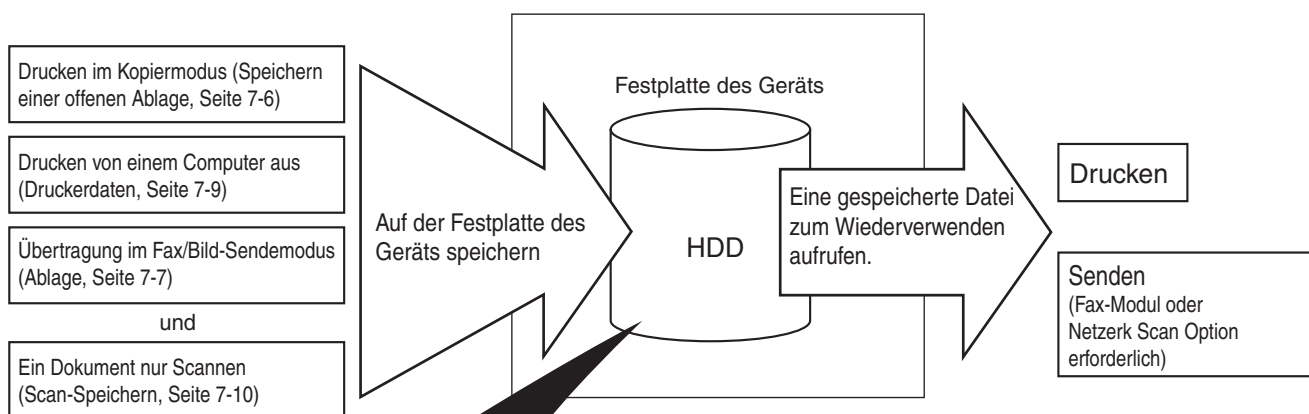 Drucken im Kopiermodus (Speichern
einer offenen Ablage, Seite 7-6)
Drucken von einem Computer aus
(Druckerdaten, Seite 7-9)
Übertragung im Fax/Bild-Sendemodus
(Ablage, Seite 7-7)
und
Ein Dokument nur Scannen
(Scan-Speichern, Seite 7-10)
Auf der Festplatte des
Geräts speichern
Festplatte des Geräts
HDD
Eine gespeicherte Datei
zum Wiederverwenden
aufrufen.
Drucken
Senden
(Fax-Modul oder
Netzerk Scan Option
erforderlich)